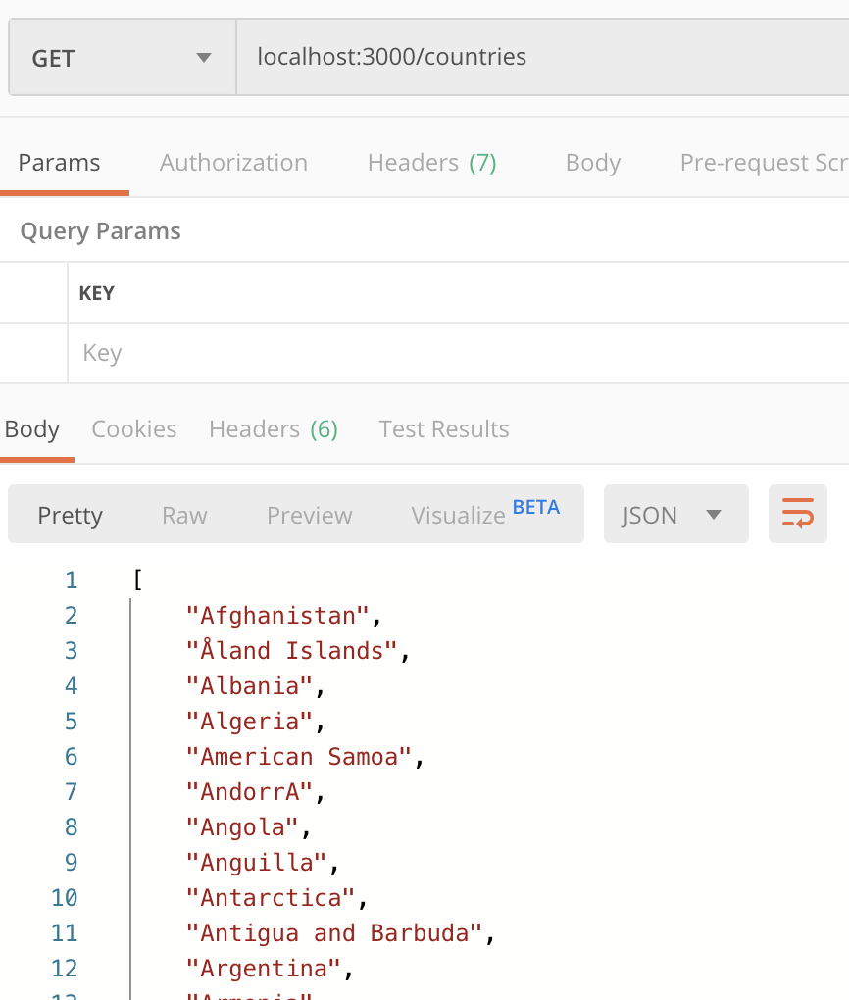 GET localhost:3000/countries
Params Authorization Headers (7) Body Pre-request Scr
Query Params
KEY
Key
Body Cookies Headers (6) Test Results
Pretty Raw Preview Visualize BETA JSON
1 [
2 "Afghanistan",
3 "Åland Islands",
4 "Albania",
5 "Algeria",
6 "American Samoa",
7 "AndorrA",
8 "Angola",
9 "Anguilla",
10 "Antarctica",
11 "Antigua and Barbuda",
12 "Argentina",